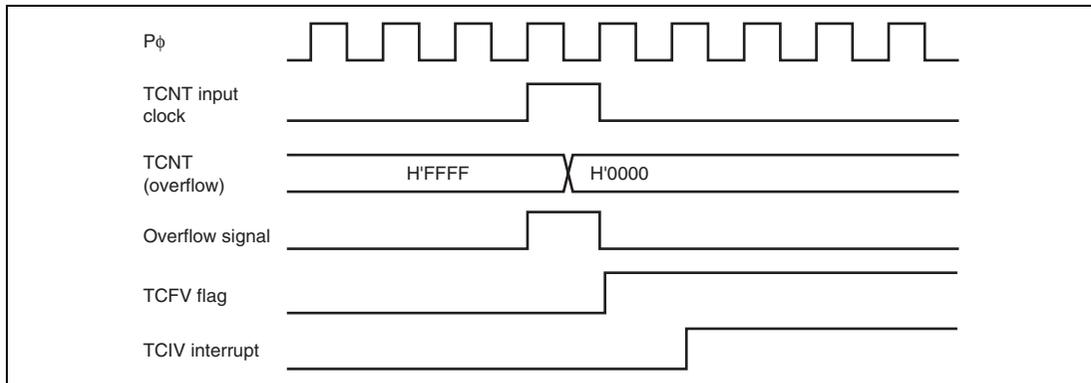 Pϕ
TCNT input
clock
TCNT
(overflow)
H'FFFF
H'0000
Overflow signal
TCFV flag
TCIV interrupt